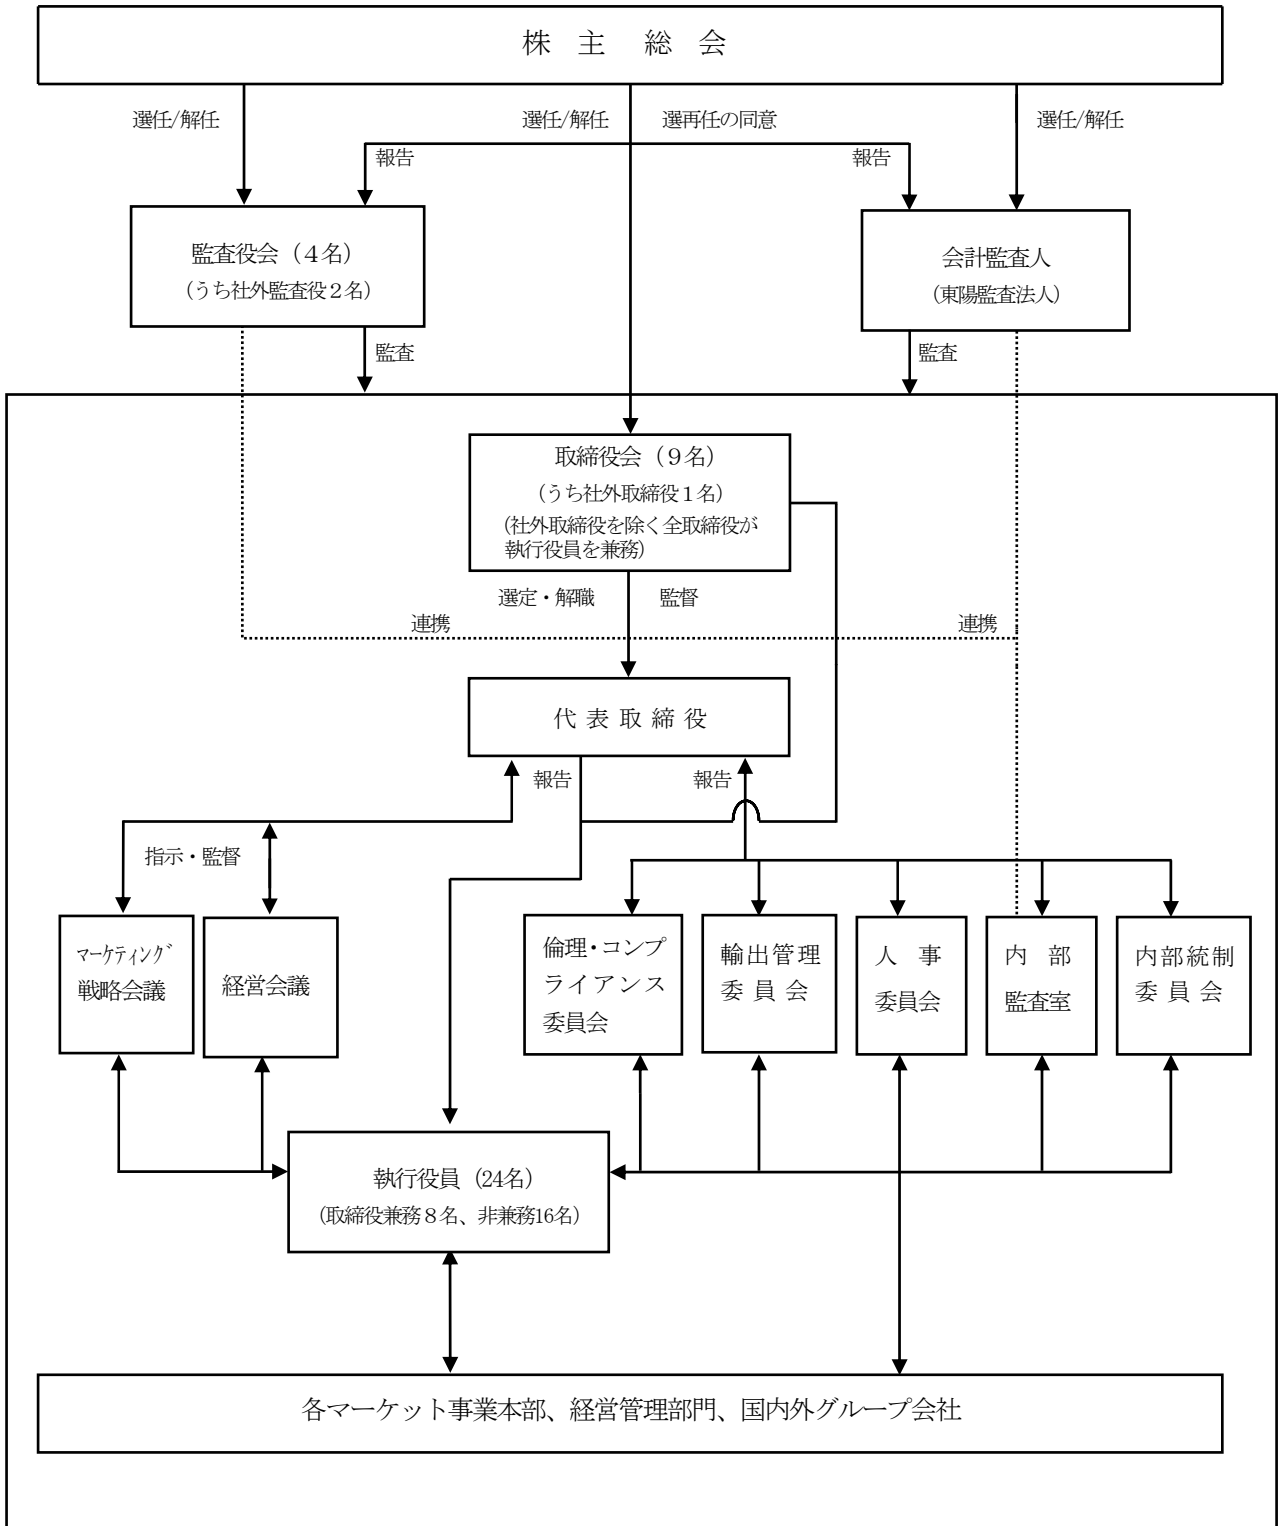 株　主　総　会
選任/解任
選任/解任
選再任の同意
選任/解任
報告
報告
監査役会（４名）
（うち社外監査役２名）
会計監査人
（東陽監査法人）
監査
監査
取締役会（９名）
（うち社外取締役１名）
（社外取締役を除く全取締役が
執行役員を兼務）
選定・解職
監督
連携
連携
代 表 取 締 役
報告
報告
指示・監督
ﾏｰｹﾃｨﾝｸﾞ
戦略会議
経営会議
倫理・コンプ
ライアンス
委員会
輸出管理
委 員 会
人　事
委員会
内　部
監査室
内部統制
委 員 会
執行役員（24名）
（取締役兼務８名、非兼務16名）
各マーケット事業本部、経営管理部門、国内外グループ会社